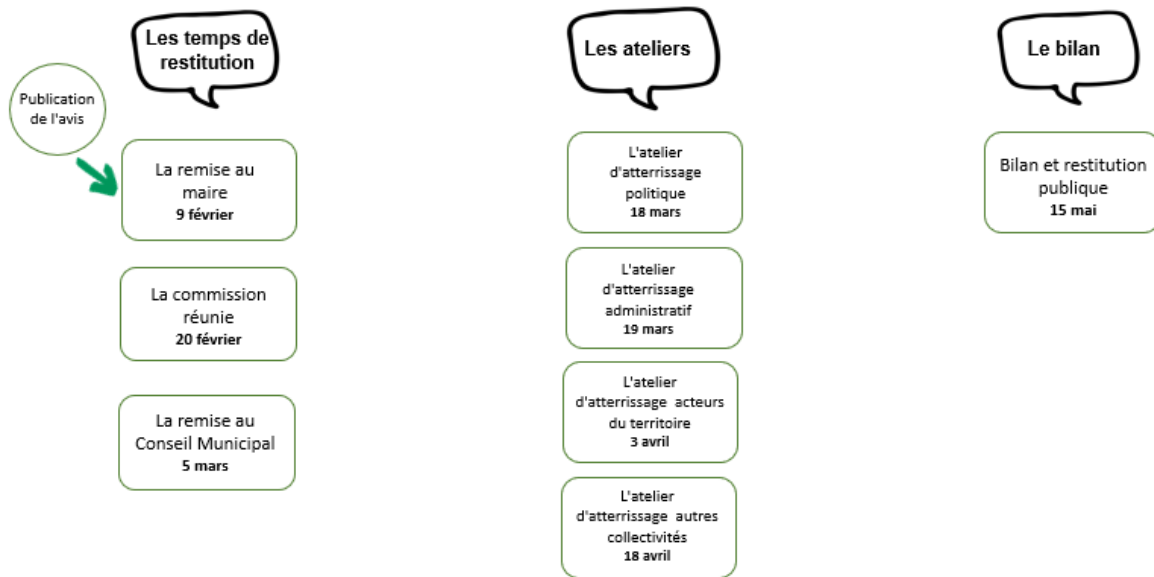 Les temps de
restitution
Publication
de l'avis
La remise au
maire
9 février
La commission
réunie
20 février
La remise au
Conseil Municipal
5 mars
Les ateliers
L'atelier
d'atterrissage
politique
18 mars
L'atelier
d'atterrissage
administratif
19 mars
L'atelier
d'atterrissage acteurs
du territoire
3 avril
L'atelier
d'atterrissage autres
collectivités
18 avril
Le bilan
Bilan et restitution
publique
15 mai